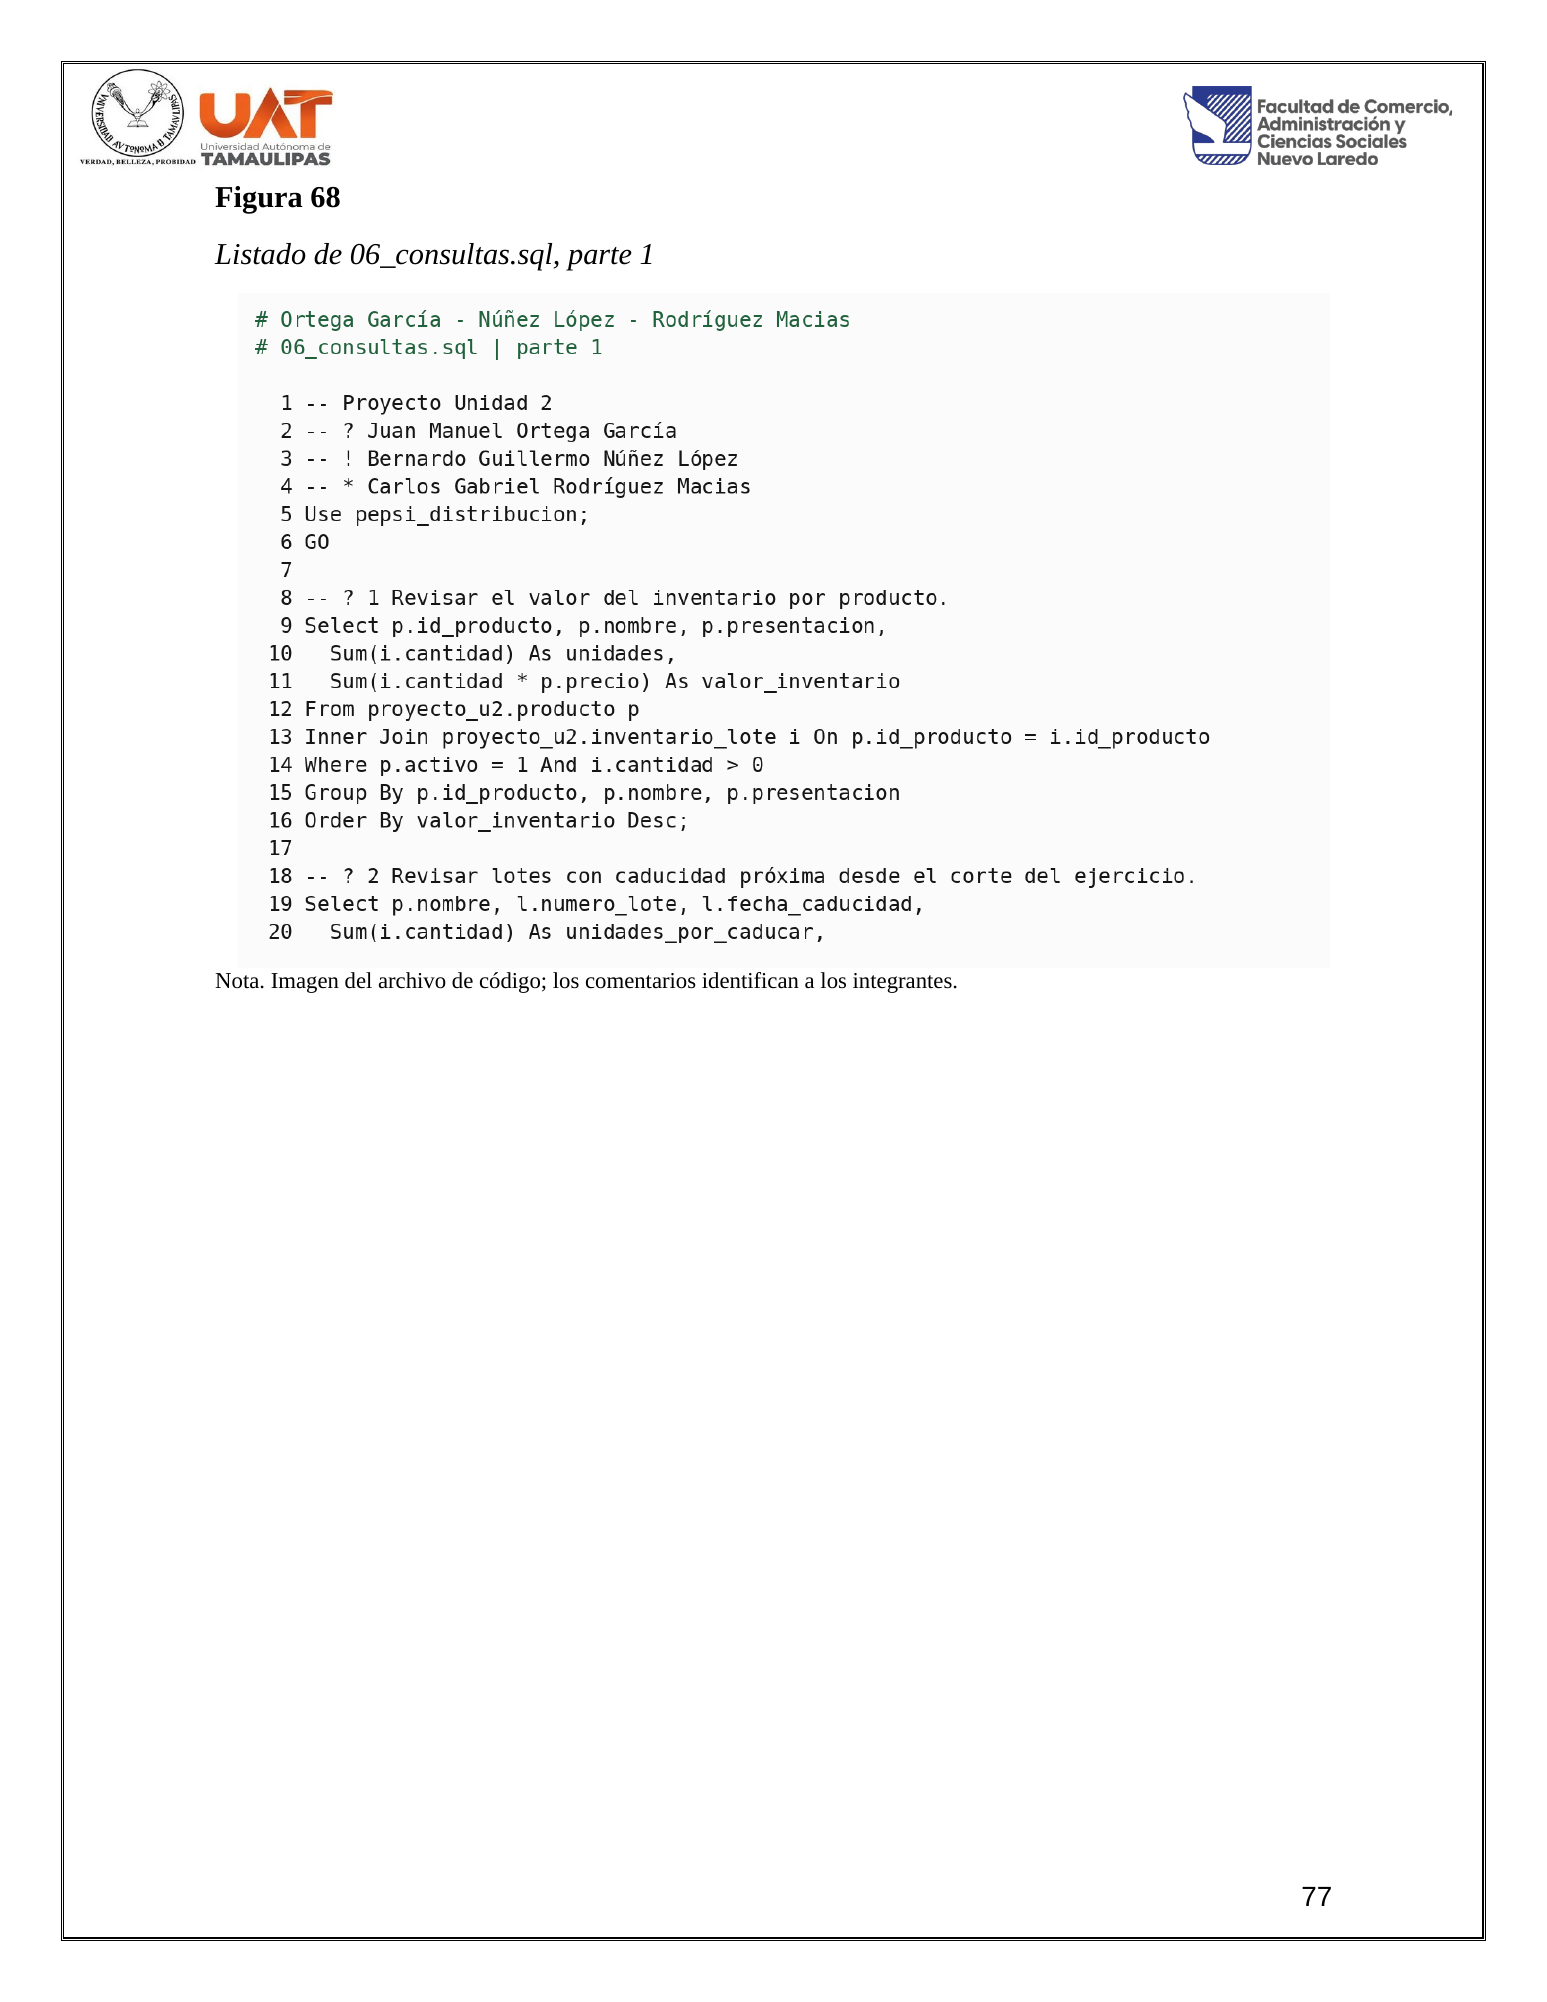 UNIVERSIDAD AVTONOMA D TAMAVLIPAS
VERDAD, BELLEZA, PROBIDAD
UAT
Universidad Autónoma de
TAMAULIPAS
Facultad de Comercio,
Administración y
Ciencias Sociales
Nuevo Laredo
Figura 68
Listado de 06_consultas.sql, parte 1
# Ortega García - Núñez López - Rodríguez Macias
# 06_consultas.sql | parte 1
1 -- Proyecto Unidad 2
2 -- ? Juan Manuel Ortega García
3 -- ! Bernardo Guillermo Núñez López
4 -- * Carlos Gabriel Rodríguez Macias
5 Use pepsi_distribucion;
6 GO
7
8 -- ? 1 Revisar el valor del inventario por producto.
9 Select p.id_producto, p.nombre, p.presentacion,
10   Sum(i.cantidad) As unidades,
11   Sum(i.cantidad * p.precio) As valor_inventario
12 From proyecto_u2.producto p
13 Inner Join proyecto_u2.inventario_lote i On p.id_producto = i.id_producto
14 Where p.activo = 1 And i.cantidad > 0
15 Group By p.id_producto, p.nombre, p.presentacion
16 Order By valor_inventario Desc;
17
18 -- ? 2 Revisar lotes con caducidad próxima desde el corte del ejercicio.
19 Select p.nombre, l.numero_lote, l.fecha_caducidad,
20   Sum(i.cantidad) As unidades_por_caducar,
Nota. Imagen del archivo de código; los comentarios identifican a los integrantes.
77